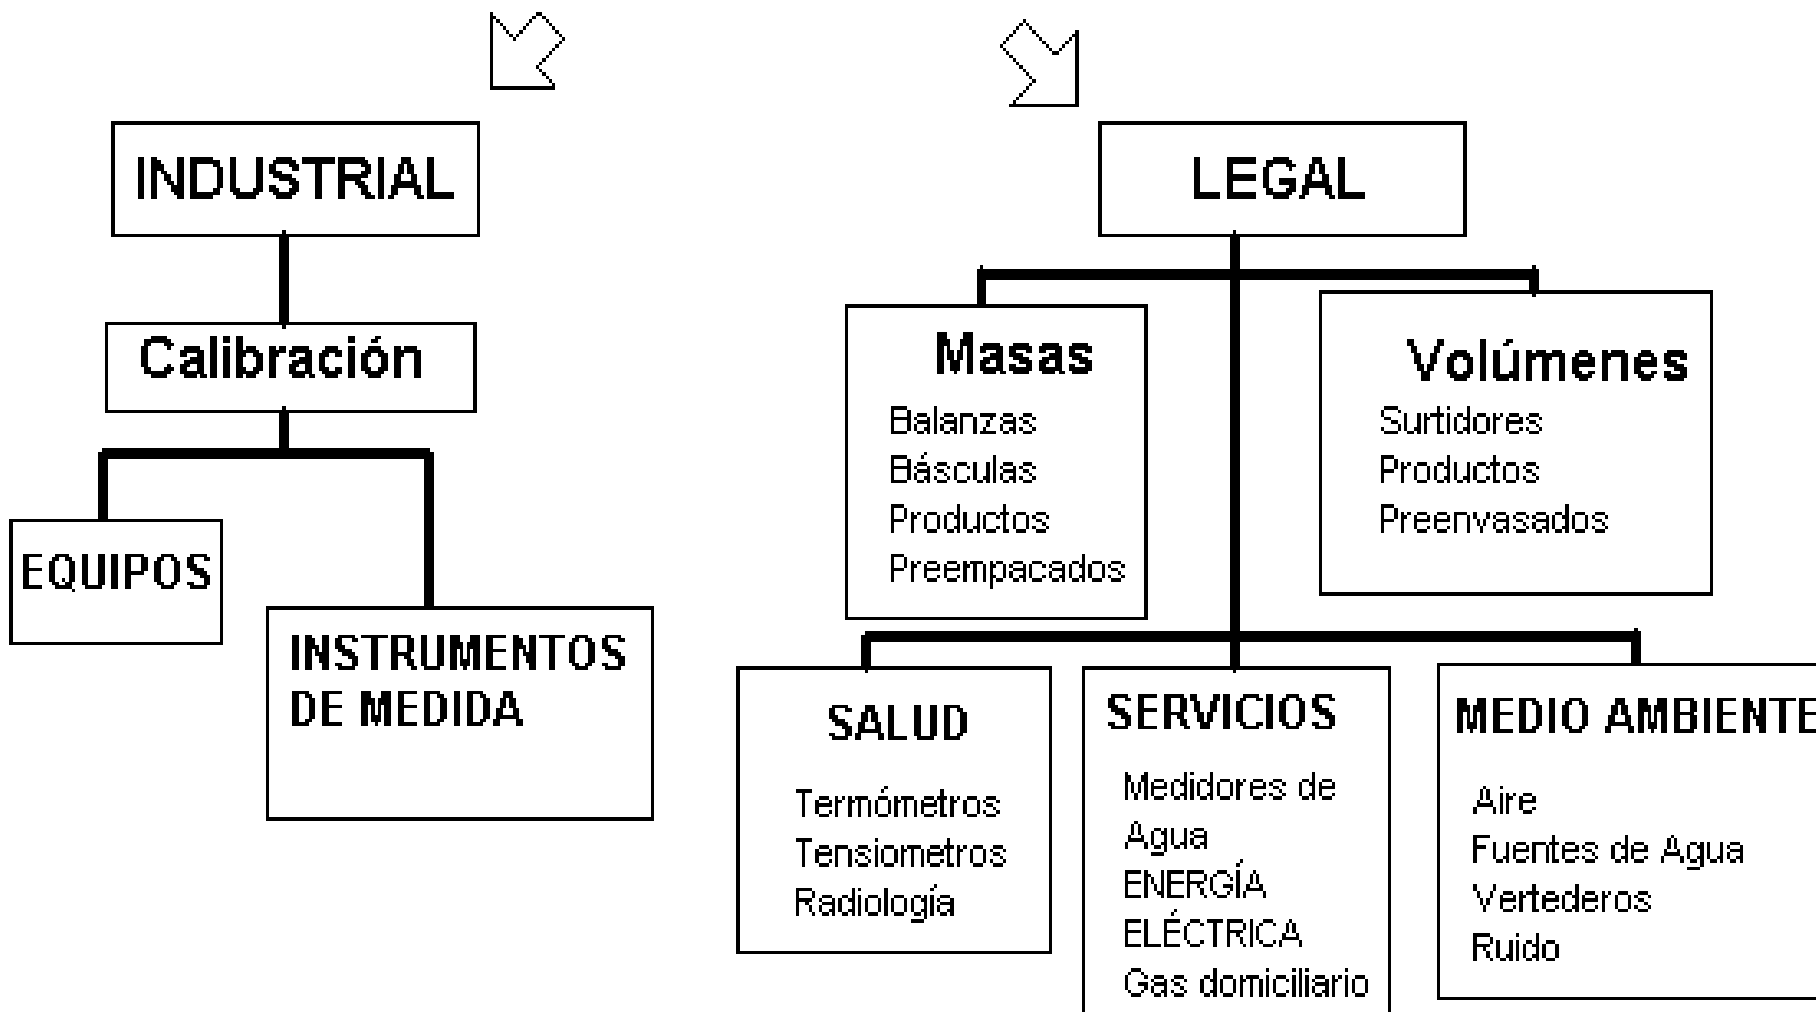 INDUSTRIAL
Calibración
EQUIPOS
INSTRUMENTOS
DE MEDIDA
LEGAL
Masas
Balanzas
Básculas
Productos
Preempacados
Volúmenes
Surtidores
Productos
Preenvasados
SALUD
Termómetros
Tensiometros
Radiología
SERVICIOS
Medidores de
Agua
ENERGÍA
ELÉCTRICA
Gas domiciliario
MEDIO AMBIENTE
Aire
Fuentes de Agua
Vertederos
Ruido